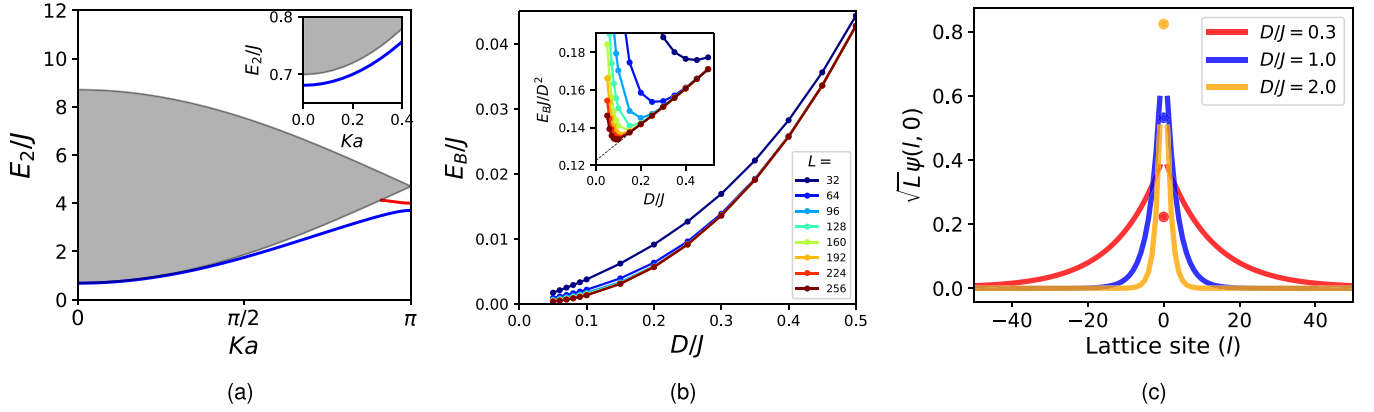 12
10
8
6
4
2
0
E₂/J
0
π/2
π
Ka
0.8
0.7
E₂/J
0.0
0.2
0.4
Ka
(a)
0.04
0.03
0.02
0.01
0.00
E_B/J
0.0
0.1
0.2
0.3
0.4
0.5
D/J
0.18
0.16
0.14
0.12
E_BJ/D²
0.0
0.2
0.4
D/J
L =
32
64
96
128
160
192
224
256
(b)
0.8
0.6
0.4
0.2
0.0
√Lψ(l, 0)
−40
−20
0
20
40
Lattice site (l)
D/J = 0.3
D/J = 1.0
D/J = 2.0
(c)